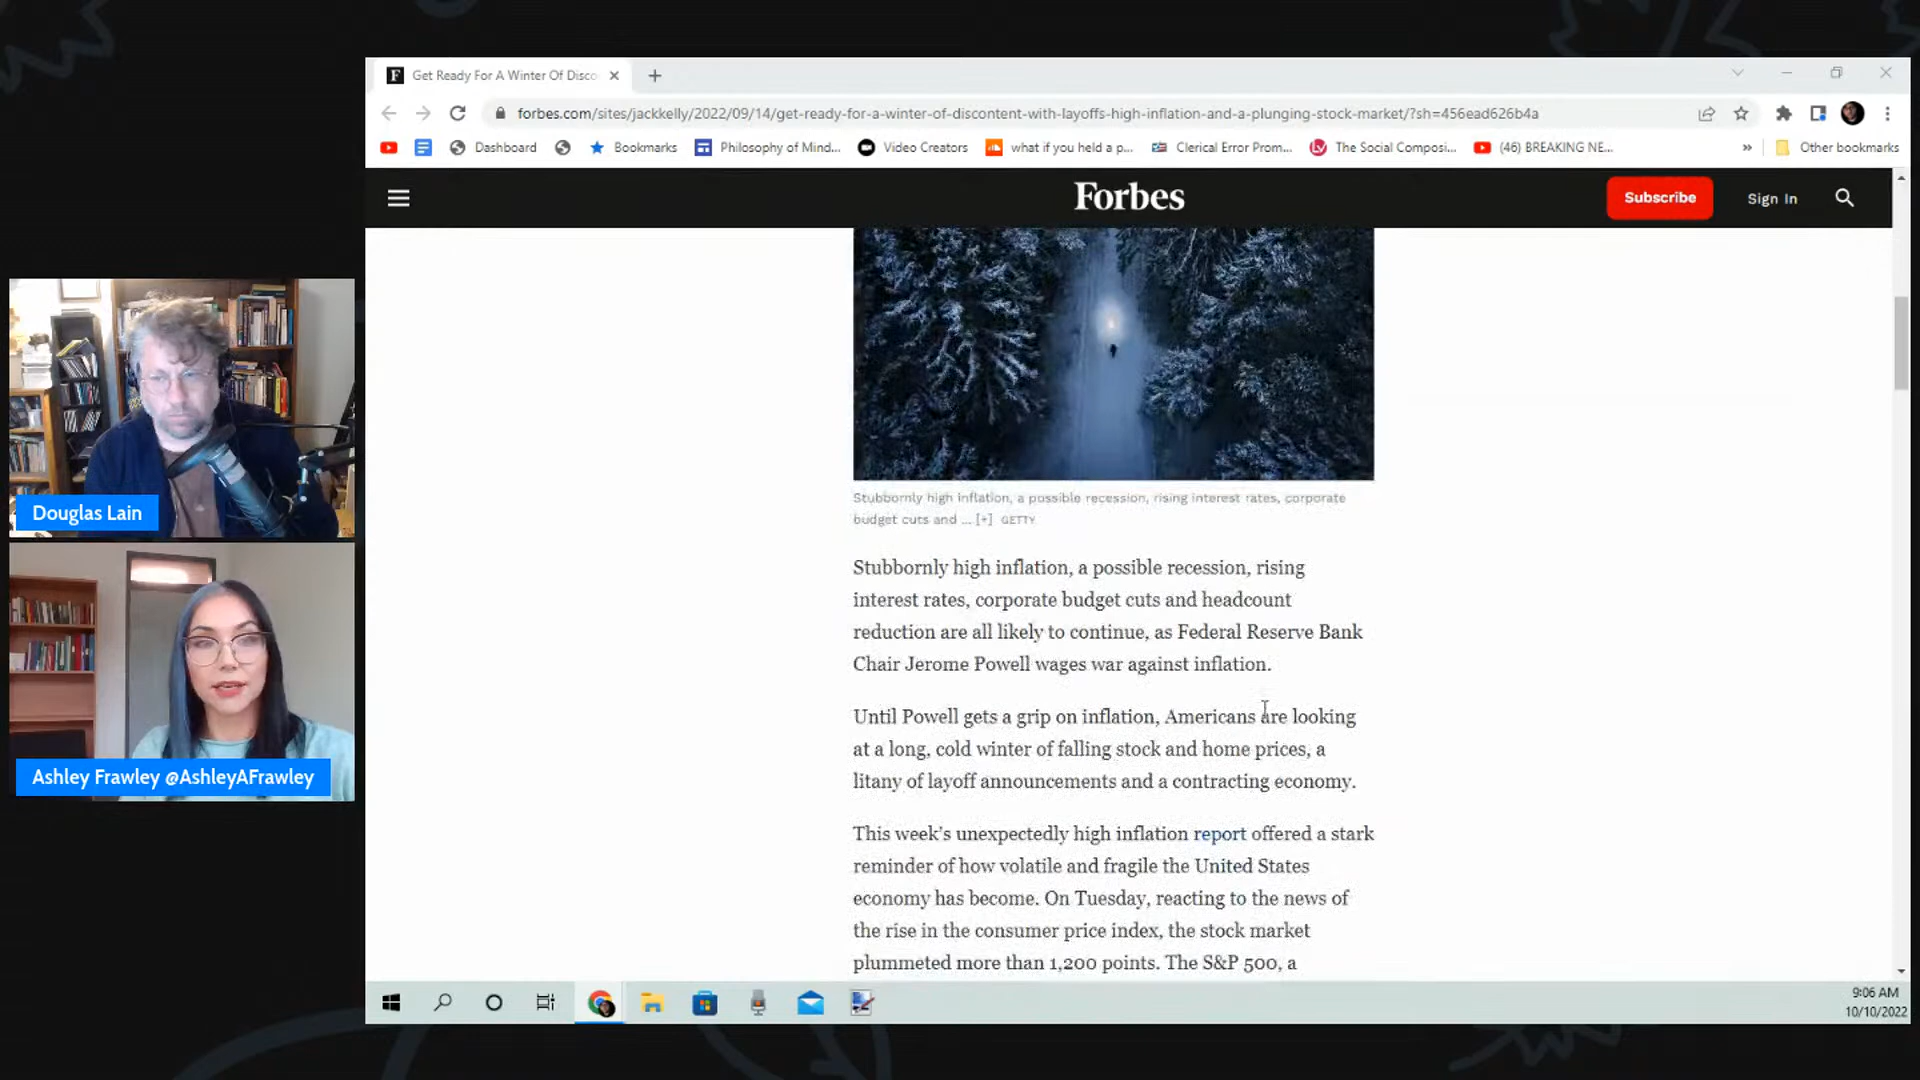 Get Ready For A Winter Of Disco
forbes.com/sites/jackkelly/2022/09/14/get-ready-for-a-winter-of-discontent-with-layoffs-high-inflation-and-a-plunging-stock-market/?sh=456ead626b4a
Dashboard
Bookmarks
Philosophy of Mind...
Video Creators
what if you held a p...
Clerical Error Prom...
The Social Composi...
(46) BREAKING NE...
»
Other bookmarks
Forbes
Subscribe
Sign In
Stubbornly high inflation, a possible recession, rising interest rates, corporate
budget cuts and ... [+] GETTY
Stubbornly high inflation, a possible recession, rising
interest rates, corporate budget cuts and headcount
reduction are all likely to continue, as Federal Reserve Bank
Chair Jerome Powell wages war against inflation.
Until Powell gets a grip on inflation, Americans are looking
at a long, cold winter of falling stock and home prices, a
litany of layoff announcements and a contracting economy.
This week's unexpectedly high inflation report offered a stark
reminder of how volatile and fragile the United States
economy has become. On Tuesday, reacting to the news of
the rise in the consumer price index, the stock market
plummeted more than 1,200 points. The S&P 500, a
Douglas Lain
Ashley Frawley @AshleyAFrawley
9:06 AM
10/10/2022